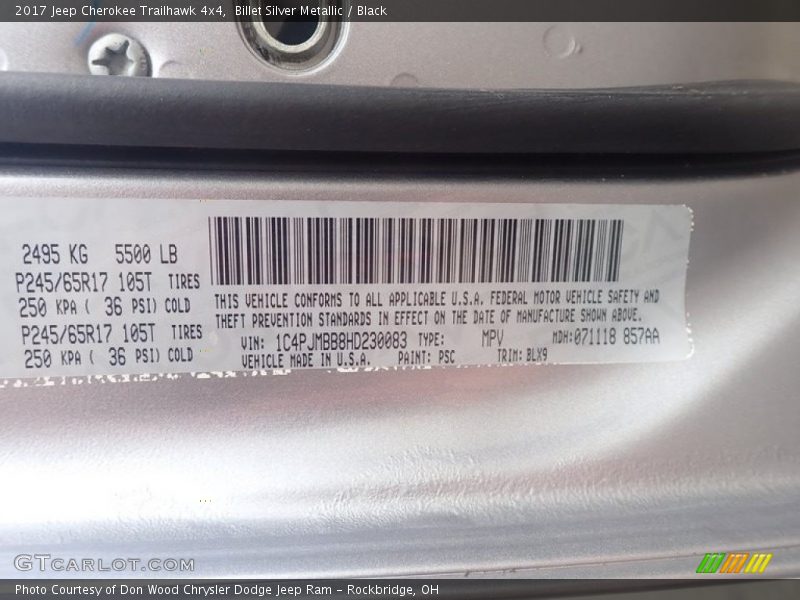 2017 Jeep Cherokee Trailhawk 4x4, Billet Silver Metallic / Black
2495 KG 5500 LB
P245/65R17 105T TIRES
250 KPA ( 36 PSI) COLD
P245/65R17 105T TIRES
250 KPA ( 36 PSI) COLD
THIS VEHICLE CONFORMS TO ALL APPLICABLE U.S.A. FEDERAL MOTOR VEHICLE SAFETY AND
THEFT PREVENTION STANDARDS IN EFFECT ON THE DATE OF MANUFACTURE SHOWN ABOVE.
VIN: 1C4PJMBB8HD230083 TYPE: MPV MDH:071118 857AA
VEHICLE MADE IN U.S.A. PAINT: PSC TRIM: BLX9
GTCARLOT.COM
Photo Courtesy of Don Wood Chrysler Dodge Jeep Ram – Rockbridge, OH